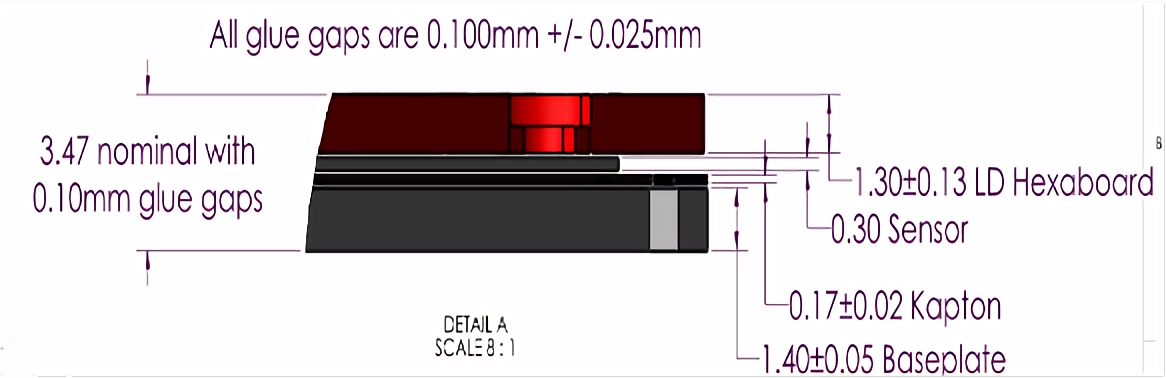 All glue gaps are 0.100mm +/- 0.025mm
3.47 nominal with
0.10mm glue gaps
B
1.30±0.13 LD Hexaboard
0.30 Sensor
0.17±0.02 Kapton
DETAIL A
SCALE 8 : 1
1.40±0.05 Baseplate